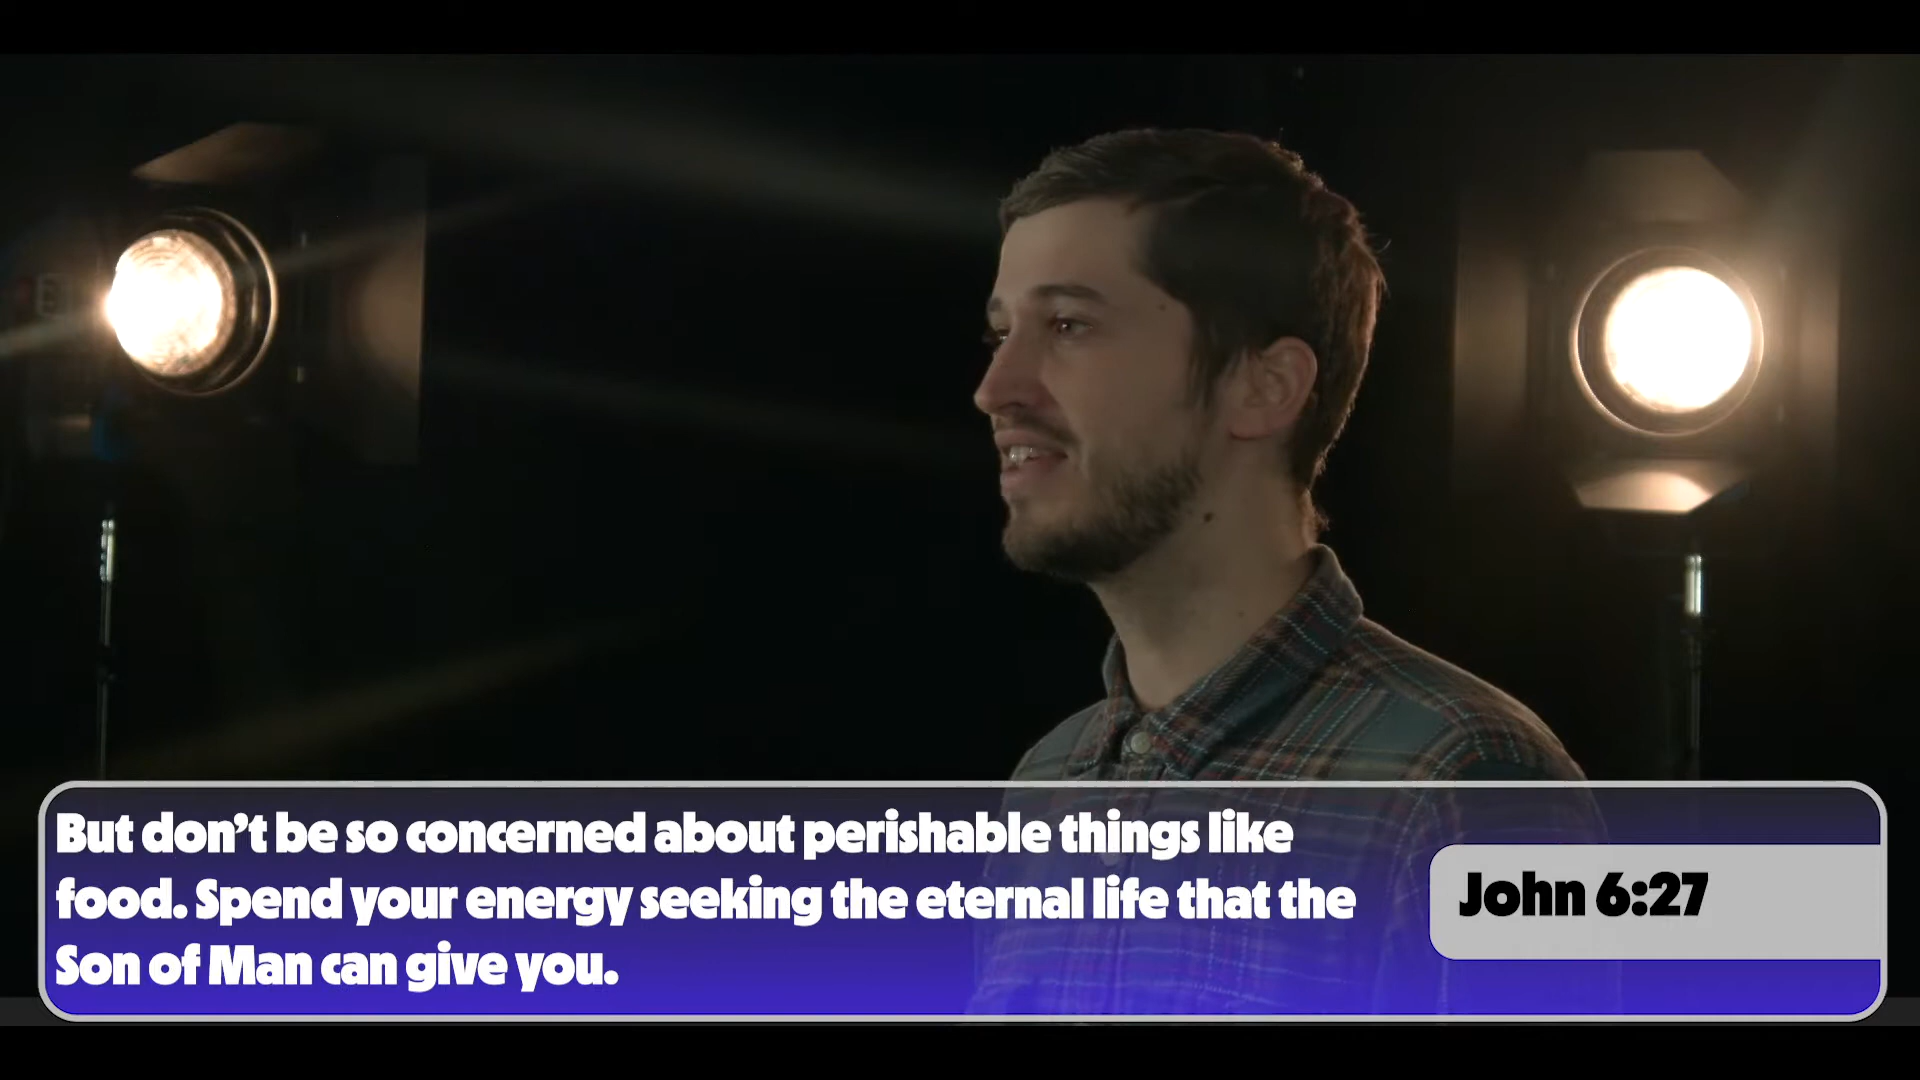 But don’t be so concerned about perishable things like
food. Spend your energy seeking the eternal life that the
Son of Man can give you.
John 6:27